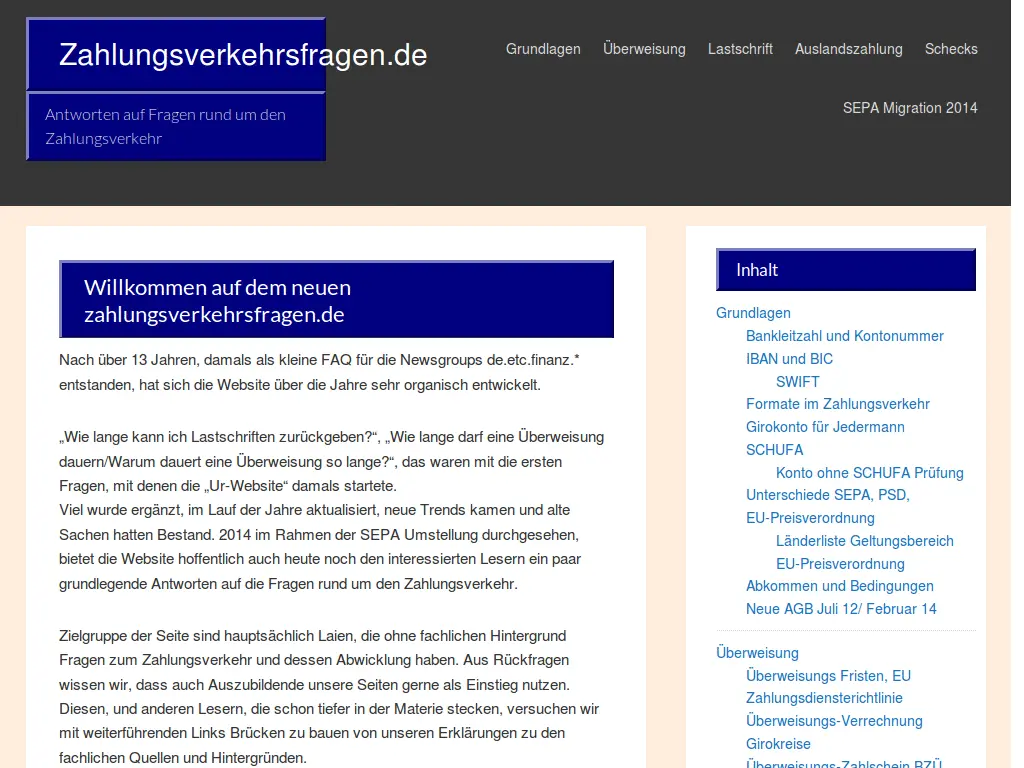 Zahlungsverkehrsfragen.de
Antworten auf Fragen rund um den
Zahlungsverkehr
Grundlagen Überweisung Lastschrift Auslandszahlung Schecks
SEPA Migration 2014
Willkommen auf dem neuen
zahlungsverkehrsfragen.de
Nach über 13 Jahren, damals als kleine FAQ für die Newsgroups de.etc.finanz.*
entstanden, hat sich die Website über die Jahre sehr organisch entwickelt.
„Wie lange kann ich Lastschriften zurückgeben?“, „Wie lange darf eine Überweisung
dauern/Warum dauert eine Überweisung so lange?“, das waren mit die ersten
Fragen, mit denen die „Ur-Website“ damals startete.
Viel wurde ergänzt, im Lauf der Jahre aktualisiert, neue Trends kamen und alte
Sachen hatten Bestand. 2014 im Rahmen der SEPA Umstellung durchgesehen,
bietet die Website hoffentlich auch heute noch den interessierten Lesern ein paar
grundlegende Antworten auf die Fragen rund um den Zahlungsverkehr.
Zielgruppe der Seite sind hauptsächlich Laien, die ohne fachlichen Hintergrund
Fragen zum Zahlungsverkehr und dessen Abwicklung haben. Aus Rückfragen
wissen wir, dass auch Auszubildende unsere Seiten gerne als Einstieg nutzen.
Diesen, und anderen Lesern, die schon tiefer in der Materie stecken, versuchen wir
mit weiterführenden Links Brücken zu bauen von unseren Erklärungen zu den
fachlichen Quellen und Hintergründen.
Inhalt
Grundlagen
Bankleitzahl und Kontonummer
IBAN und BIC
SWIFT
Formate im Zahlungsverkehr
Girokonto für Jedermann
SCHUFA
Konto ohne SCHUFA Prüfung
Unterschiede SEPA, PSD,
EU-Preisverordnung
Länderliste Geltungsbereich
EU-Preisverordnung
Abkommen und Bedingungen
Neue AGB Juli 12/ Februar 14
Überweisung
Überweisungs Fristen, EU
Zahlungsdiensterichtlinie
Überweisungs-Verrechnung
Girokreise
Überweisungs-Zahlschein BZÜ